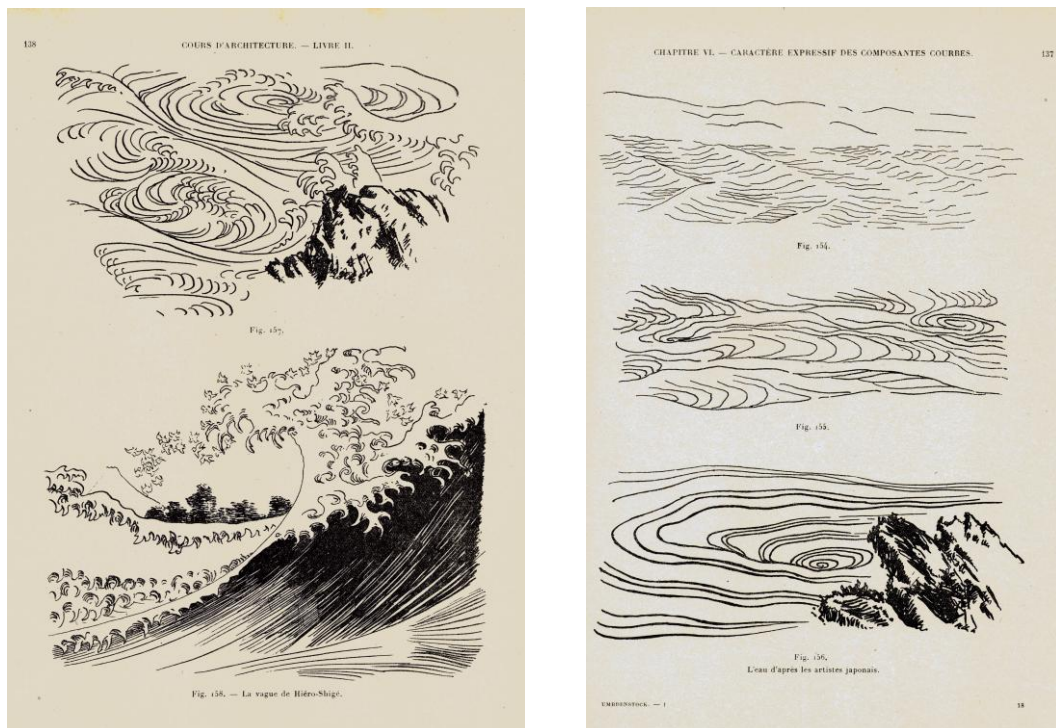 138
COURS D'ARCHITECTURE. — LIVRE II.
Fig. 157.
Fig. 158. — La vague de Hiéro-Shigé.
CHAPITRE VI. — CARACTÈRE EXPRESSIF DES COMPOSANTES COURBES.
137
Fig. 154.
Fig. 155.
Fig. 156.
L'eau d'après les artistes japonais.
EMBDENSTOCK. — I
18